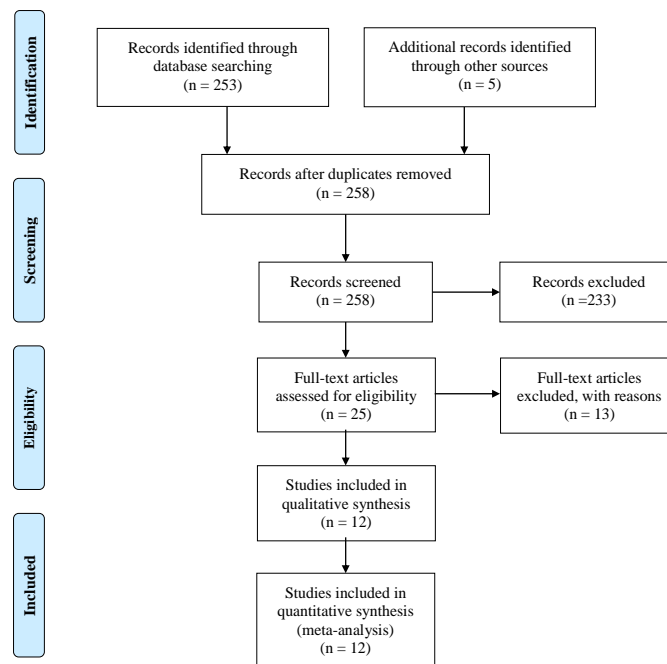 Identification
Records identified through
database searching
(n = 253)
Additional records identified
through other sources
(n = 5)
Records after duplicates removed
(n = 258)
Screening
Records screened
(n = 258)
Records excluded
(n =233)
Eligibility
Full-text articles
assessed for eligibility
(n = 25)
Full-text articles
excluded, with reasons
(n = 13)
Studies included in
qualitative synthesis
(n = 12)
Included
Studies included in
quantitative synthesis
(meta-analysis)
(n = 12)